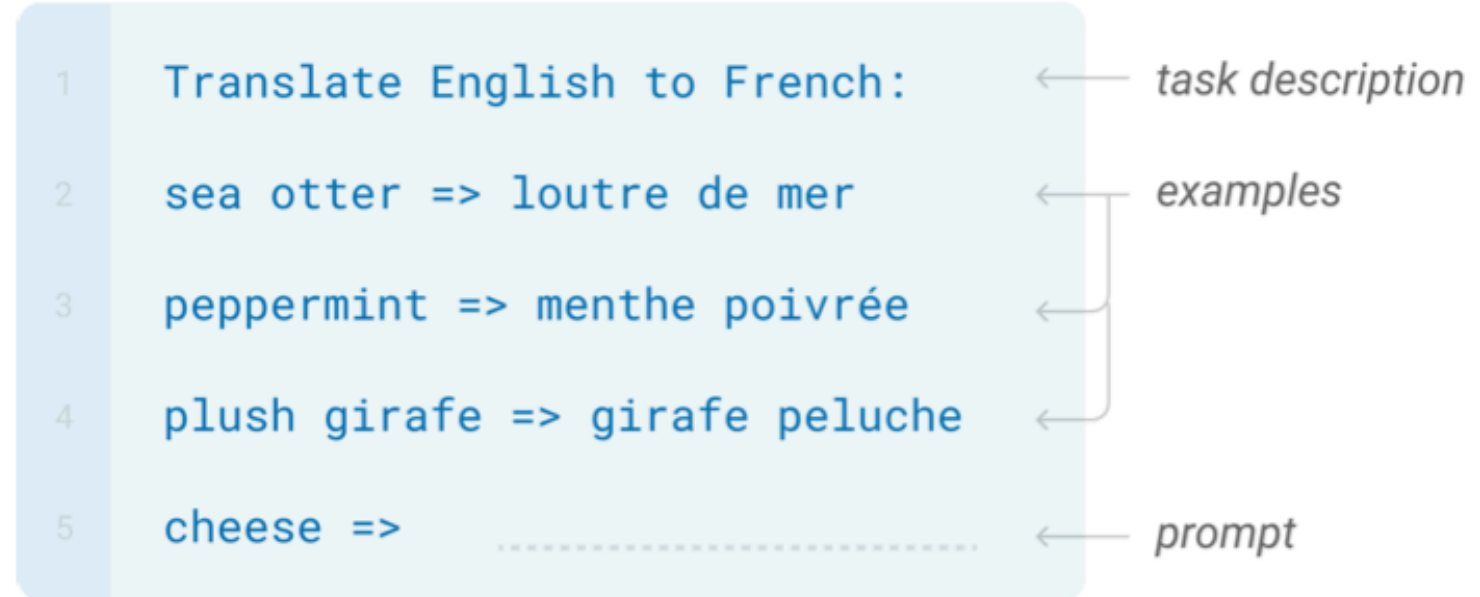 1 Translate English to French: task description
2 sea otter => loutre de mer examples
3 peppermint => menthe poivrée
4 plush girafe => girafe peluche
5 cheese => prompt